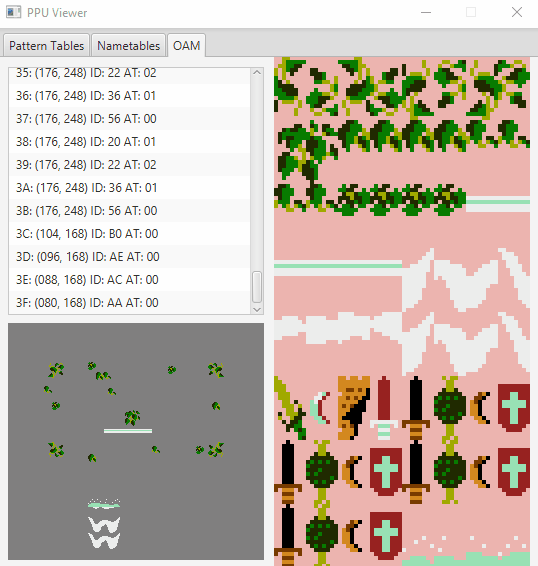 PPU Viewer
Pattern Tables Nametables OAM
35: (176, 248) ID: 22 AT: 02
36: (176, 248) ID: 36 AT: 01
37: (176, 248) ID: 56 AT: 00
38: (176, 248) ID: 20 AT: 01
39: (176, 248) ID: 22 AT: 02
3A: (176, 248) ID: 36 AT: 01
3B: (176, 248) ID: 56 AT: 00
3C: (104, 168) ID: B0 AT: 00
3D: (096, 168) ID: AE AT: 00
3E: (088, 168) ID: AC AT: 00
3F: (080, 168) ID: AA AT: 00